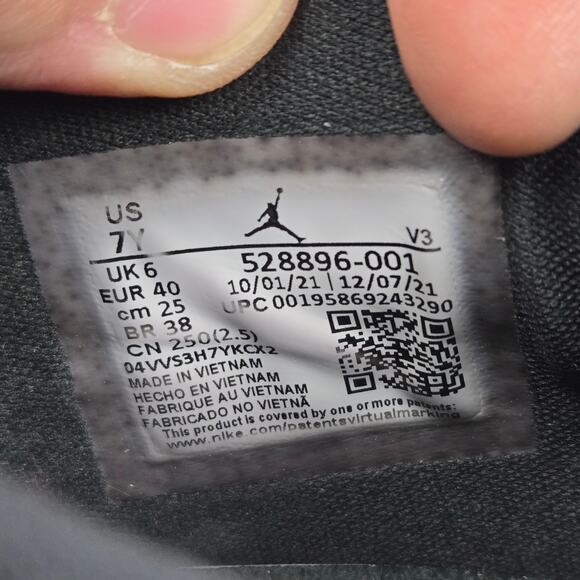 US
7Y
V3
UK 6
528896-001
EUR 40
10/01/21 | 12/07/21
cm 25
UPC 00195869243290
BR 38
CN 250(2.5)
04VVS3H7YKCX2
MADE IN VIETNAM
HECHO EN VIETNAM
FABRIQUE AU VIETNAM
FABRICADO NO VIETNÃ
This product is covered by one or more patents:
www.nike.com/patentsvirtualmarking